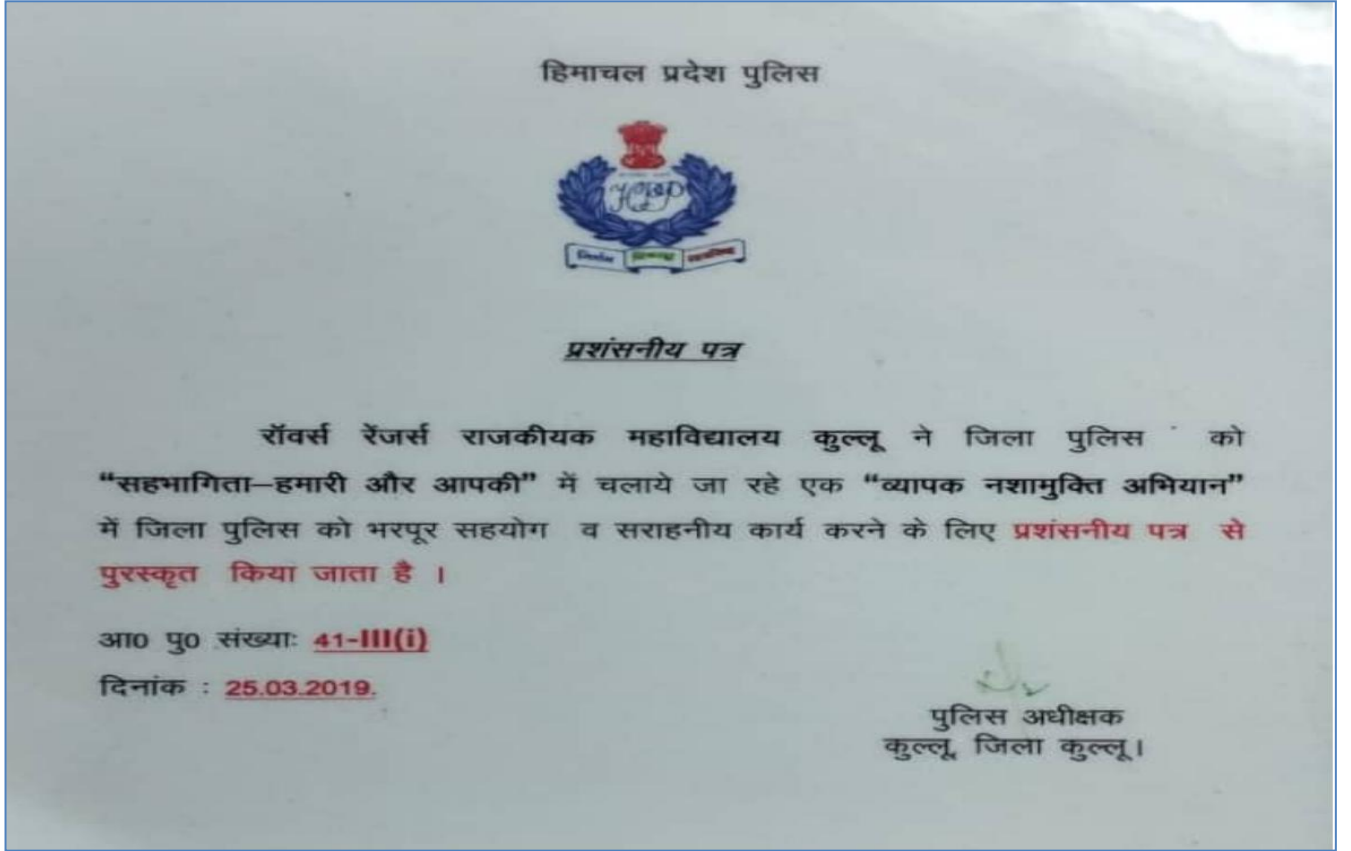 हिमाचल प्रदेश पुलिस
प्रशंसनीय पत्र
रॉवर्स रेंजर्स राजकीयक महाविद्यालय कुल्लू ने जिला पुलिस को
“सहभागिता–हमारी और आपकी” में चलाये जा रहे एक “व्यापक नशामुक्ति अभियान”
में जिला पुलिस को भरपूर सहयोग व सराहनीय कार्य करने के लिए प्रशंसनीय पत्र से
पुरस्कृत किया जाता है ।
आ0 पु0 संख्याः 41-III(i)
दिनांक : 25.03.2019.
पुलिस अधीक्षक
कुल्लू, जिला कुल्लू।